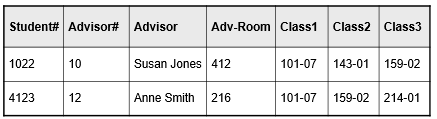 Student# Advisor# Advisor Adv-Room Class1 Class2 Class3
1022 10 Susan Jones 412 101-07 143-01 159-02
4123 12 Anne Smith 216 101-07 159-02 214-01